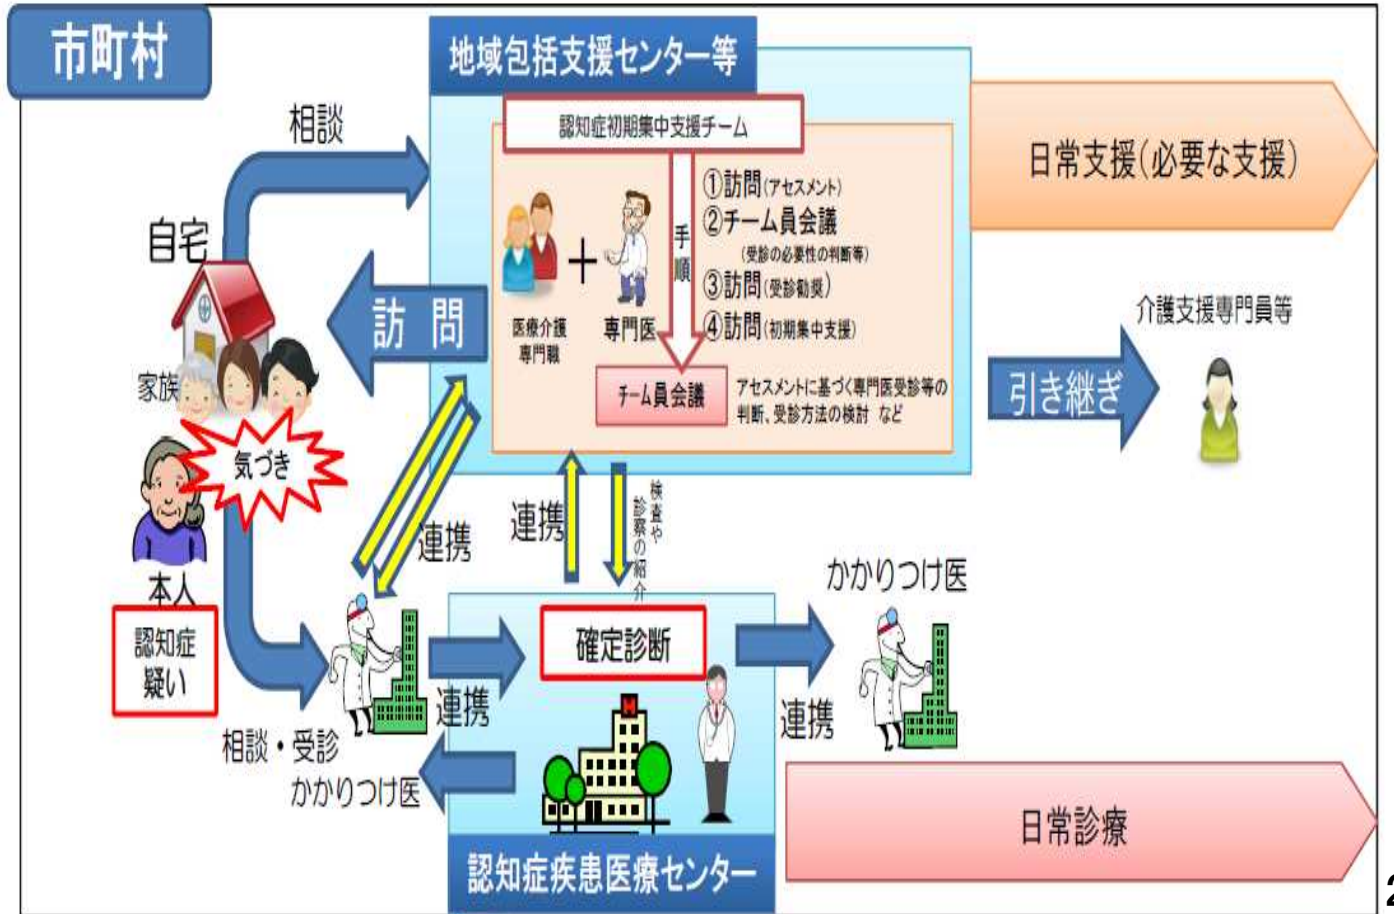 市町村
地域包括支援センター等
相談
認知症初期集中支援チーム
日常支援(必要な支援)
①訪問(アセスメント)
②チーム員会議
(受診の必要性の判断等)
③訪問(受診勧奨)
④訪問(初期集中支援)
手順
自宅
訪問
医療介護
専門職
専門医
介護支援専門員等
家族
チーム員会議
アセスメントに基づく専門医受診等の
判断、受診方法の検討 など
引き継ぎ
気づき
連携
連携
検査や
診察の紹介
本人
認知症
疑い
確定診断
かかりつけ医
連携
連携
相談・受診
かかりつけ医
日常診療
認知症疾患医療センター
2